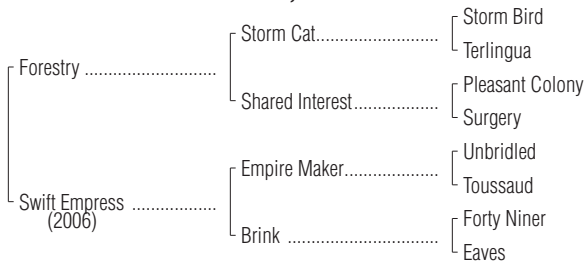 Storm Bird
Storm Cat
Terlingua
Forestry
Pleasant Colony
Shared Interest
Surgery
Unbridled
Empire Maker
Toussaud
Swift Empress
(2006)
Forty Niner
Brink
Eaves